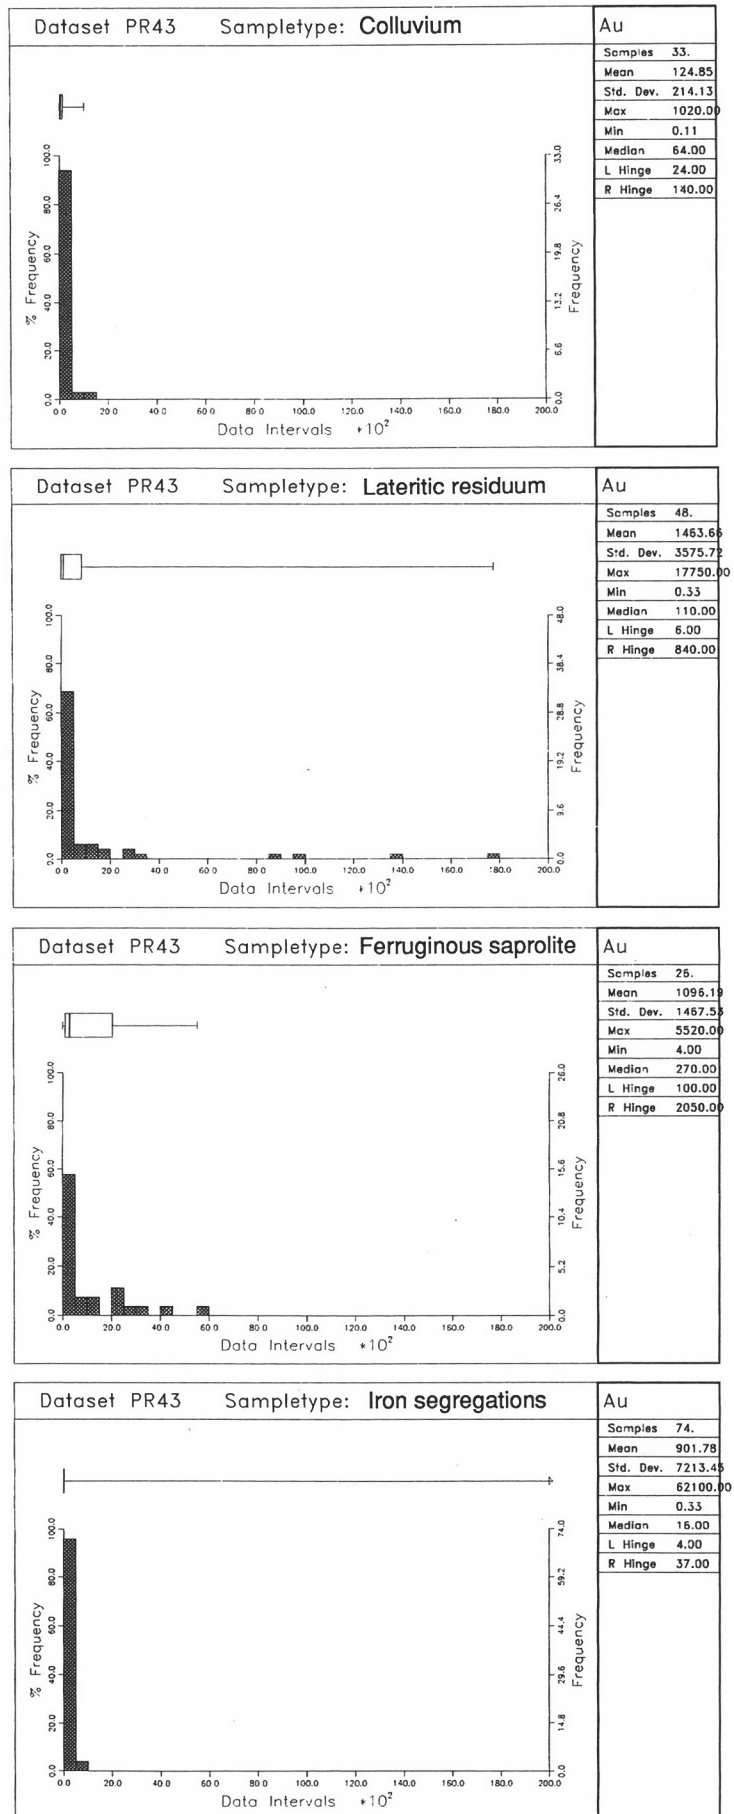 Dataset PR43 Sampletype: Colluvium Au
Samples 33.
Mean 124.85
Std. Dev. 214.13
Max 1020.00
Min 0.11
Median 64.00
L Hinge 24.00
R Hinge 140.00
% Frequency
100.0
80.0
60.0
40.0
20.0
0.0
Frequency
33.0
26.4
19.8
13.2
6.6
0.0
0.0 20.0 40.0 60.0 80.0 100.0 120.0 140.0 160.0 180.0 200.0
Data Intervals *10²
Dataset PR43 Sampletype: Lateritic residuum Au
Samples 48.
Mean 1463.66
Std. Dev. 3575.72
Max 17750.00
Min 0.33
Median 110.00
L Hinge 6.00
R Hinge 840.00
% Frequency
100.0
80.0
60.0
40.0
20.0
0.0
Frequency
48.0
38.4
28.8
19.2
9.6
0.0
0.0 20.0 40.0 60.0 80.0 100.0 120.0 140.0 160.0 180.0 200.0
Data Intervals *10²
Dataset PR43 Sampletype: Ferruginous saprolite Au
Samples 26.
Mean 1096.19
Std. Dev. 1467.53
Max 5520.00
Min 4.00
Median 270.00
L Hinge 100.00
R Hinge 2050.00
% Frequency
100.0
80.0
60.0
40.0
20.0
0.0
Frequency
26.0
20.8
15.6
10.4
5.2
0.0
0.0 20.0 40.0 60.0 80.0 100.0 120.0 140.0 160.0 180.0 200.0
Data Intervals *10²
Dataset PR43 Sampletype: Iron segregations Au
Samples 74.
Mean 901.78
Std. Dev. 7213.45
Max 62100.00
Min 0.33
Median 16.00
L Hinge 4.00
R Hinge 37.00
% Frequency
100.0
80.0
60.0
40.0
20.0
0.0
Frequency
74.0
59.2
44.4
29.6
14.8
0.0
0.0 20.0 40.0 60.0 80.0 100.0 120.0 140.0 160.0 180.0 200.0
Data Intervals *10²